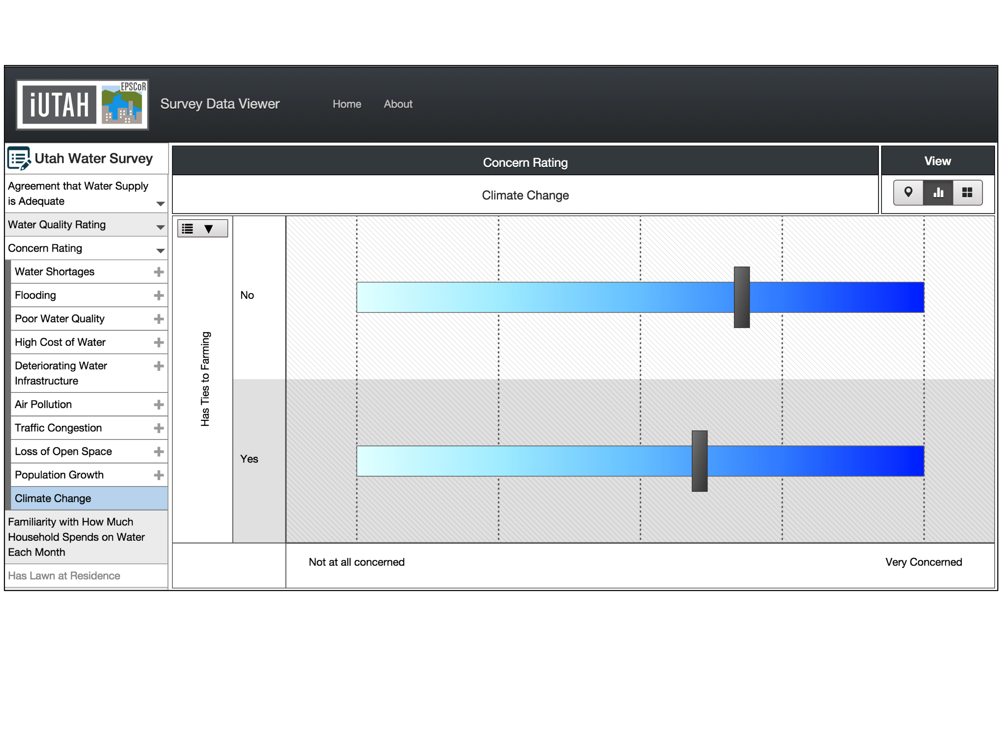 iUTAH
EPSCoR
Survey Data Viewer
Home
About
Utah Water Survey
Agreement that Water Supply
is Adequate
Water Quality Rating
Concern Rating
Water Shortages
Flooding
Poor Water Quality
High Cost of Water
Deteriorating Water
Infrastructure
Air Pollution
Traffic Congestion
Loss of Open Space
Population Growth
Climate Change
Familiarity with How Much
Household Spends on Water
Each Month
Has Lawn at Residence
Concern Rating
Climate Change
View
Has Ties to Farming
No
Yes
Not at all concerned
Very Concerned